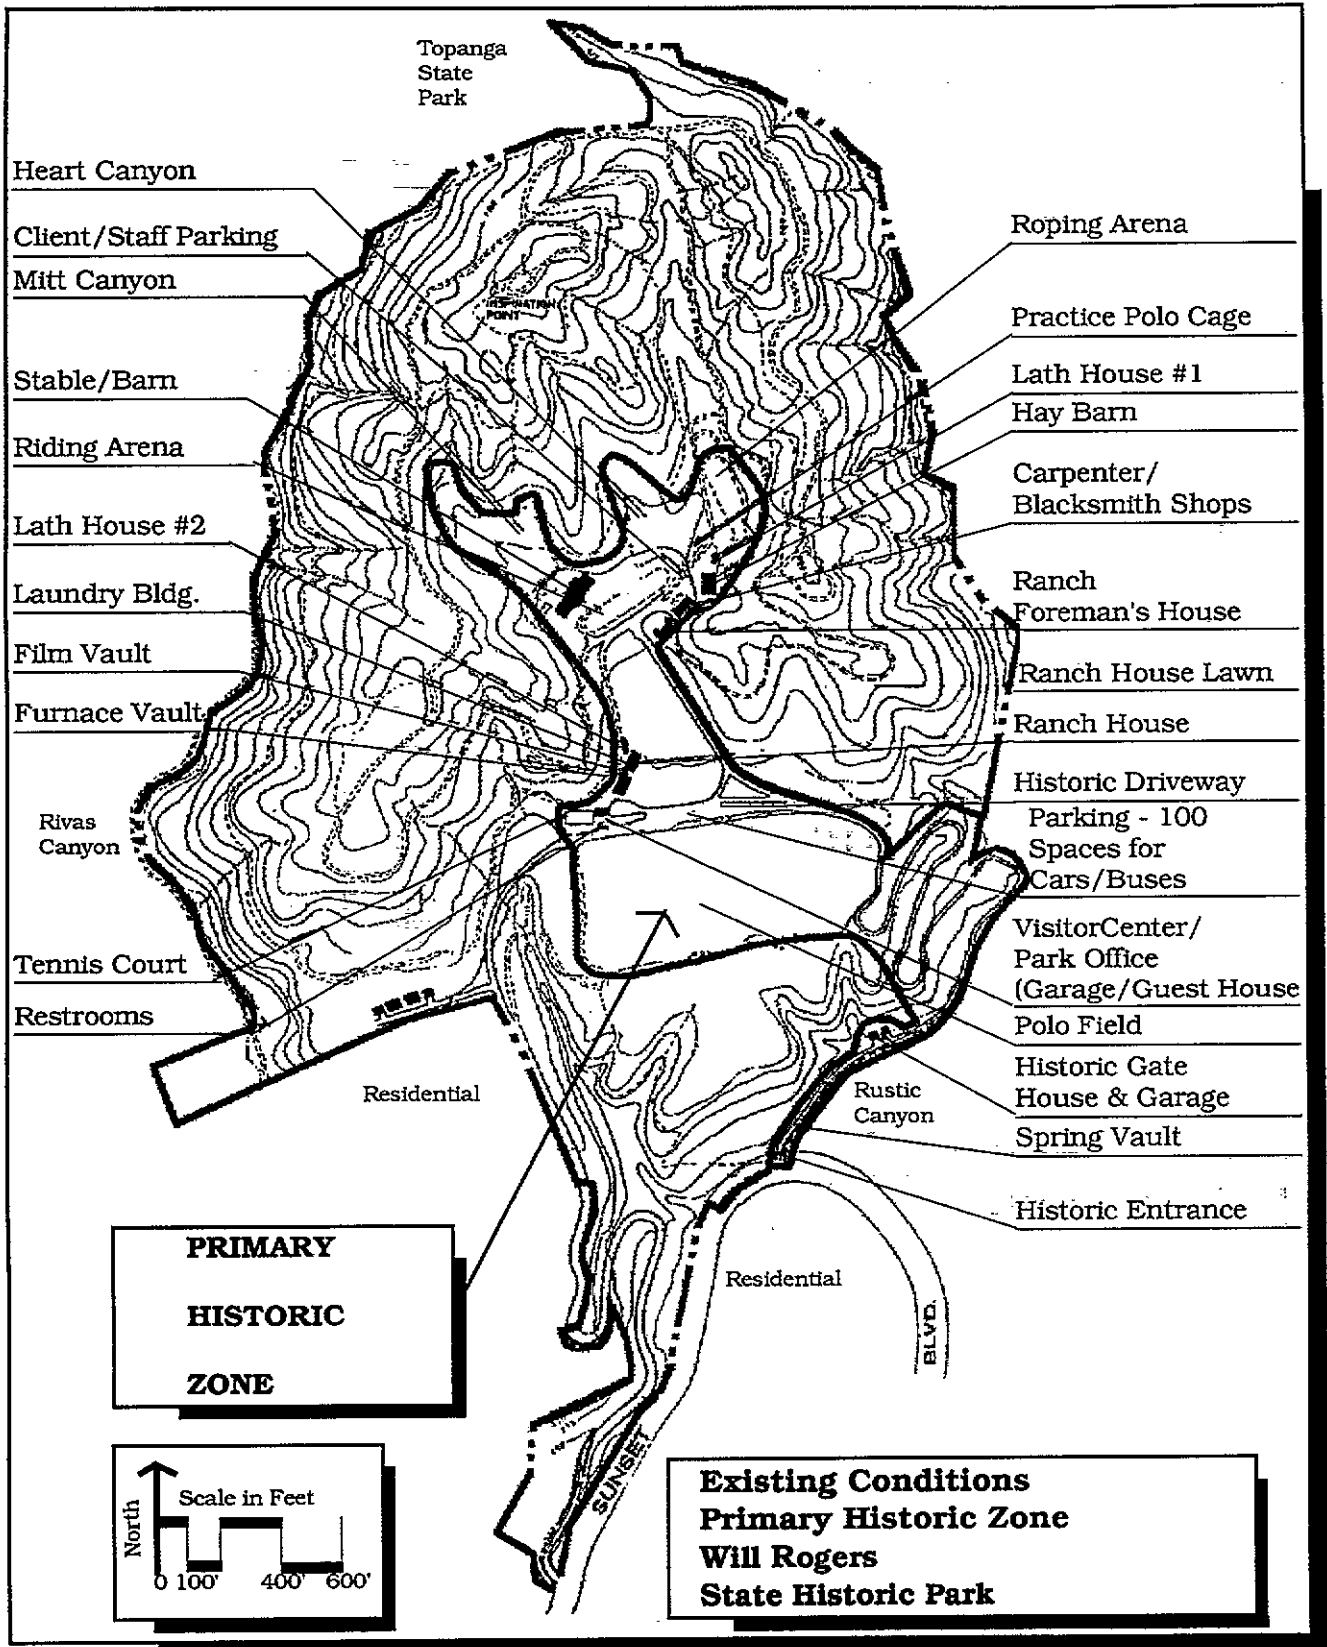 Topanga
State
Park
Heart Canyon
Client/Staff Parking
Mitt Canyon
Stable/Barn
Riding Arena
Lath House #2
Laundry Bldg.
Film Vault
Furnace Vault
Rivas
Canyon
Tennis Court
Restrooms
INSPIRATION
POINT
Roping Arena
Practice Polo Cage
Lath House #1
Hay Barn
Carpenter/
Blacksmith Shops
Ranch
Foreman's House
Ranch House Lawn
Ranch House
Historic Driveway
Parking - 100
Spaces for
Cars/Buses
VisitorCenter/
Park Office
(Garage/Guest House
Polo Field
Historic Gate
House & Garage
Spring Vault
Historic Entrance
Residential
Rustic
Canyon
Residential
BLVD.
SUNSET
PRIMARY
HISTORIC
ZONE
North
Scale in Feet
0 100' 400' 600'
Existing Conditions
Primary Historic Zone
Will Rogers
State Historic Park